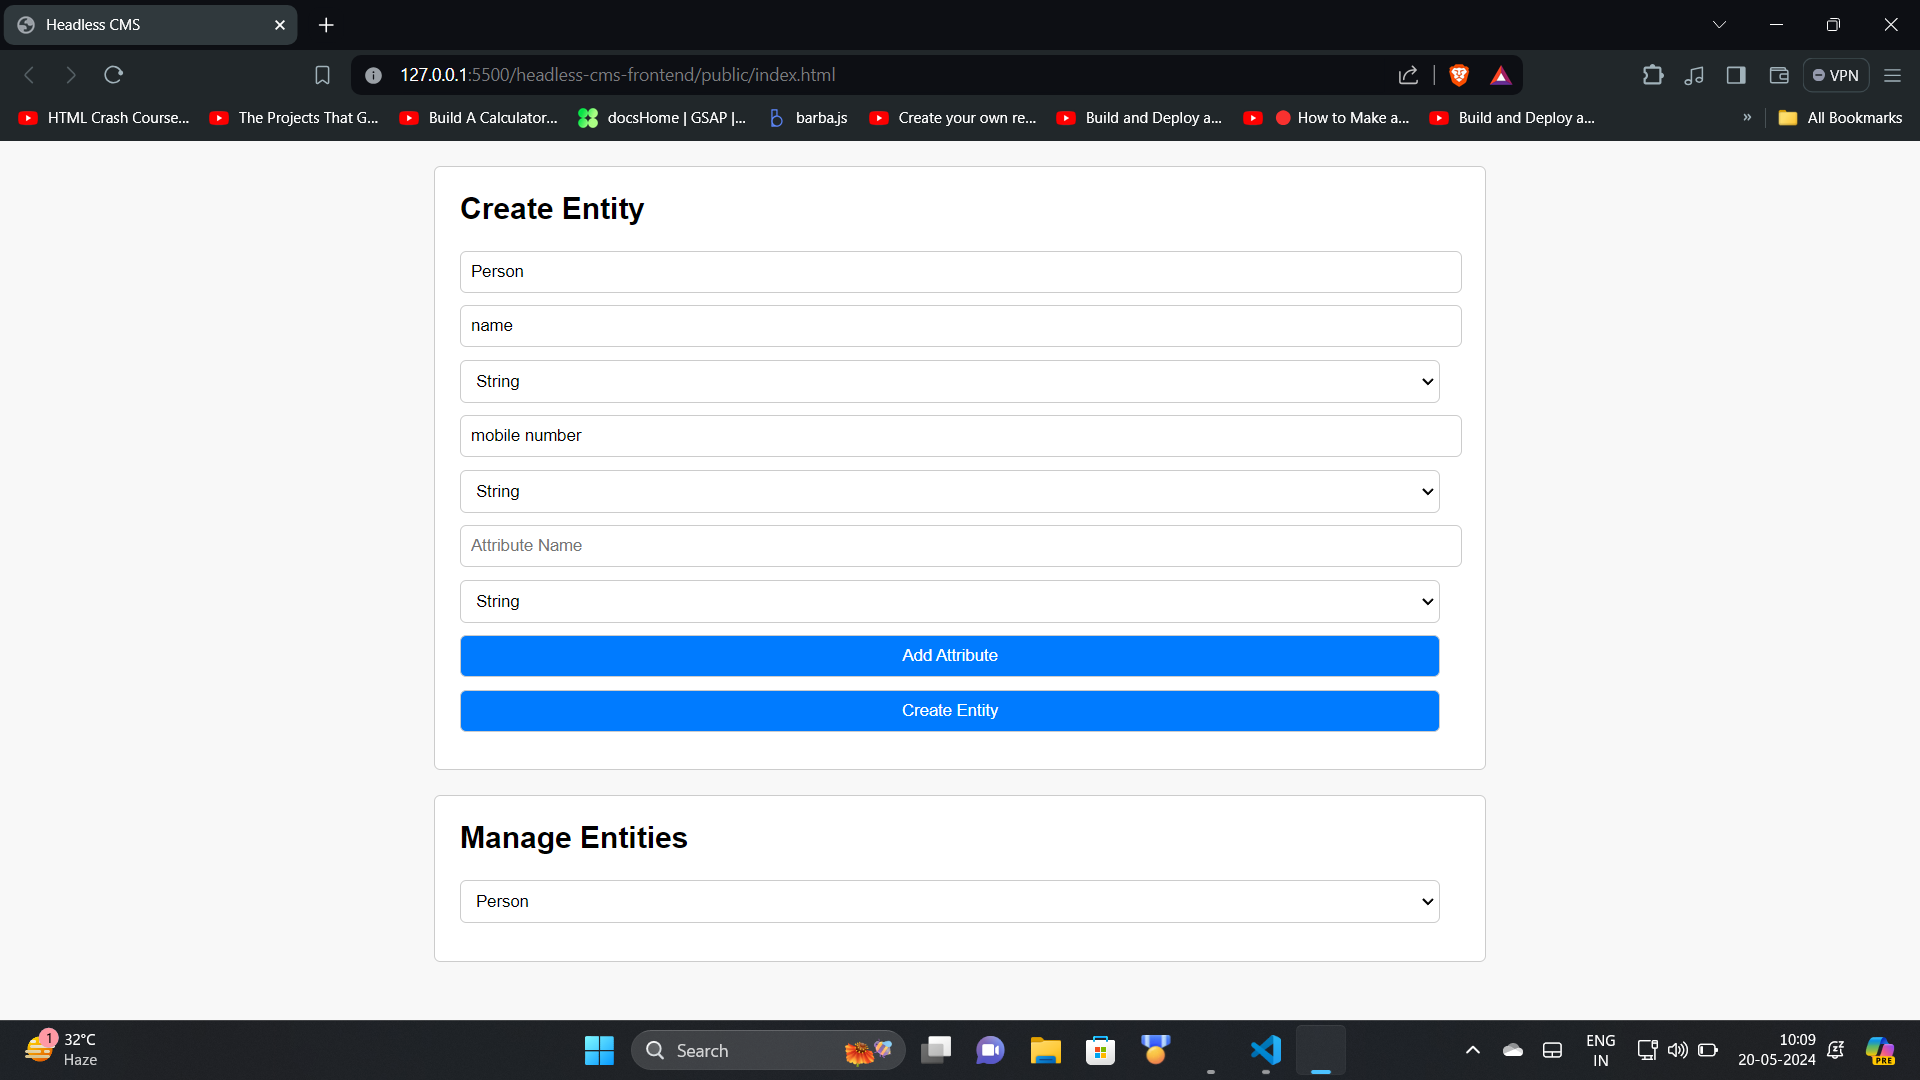 Headless CMS
127.0.0.1:5500/headless-cms-frontend/public/index.html
VPN
HTML Crash Course...
The Projects That G...
Build A Calculator...
docsHome | GSAP |...
barba.js
Create your own re...
Build and Deploy a...
How to Make a...
Build and Deploy a...
»
All Bookmarks
Create Entity
Person
name
String
mobile number
String
Attribute Name
String
Add Attribute
Create Entity
Manage Entities
Person
1
32°C
Haze
Search
ENG
IN
10:09
20-05-2024
PRE